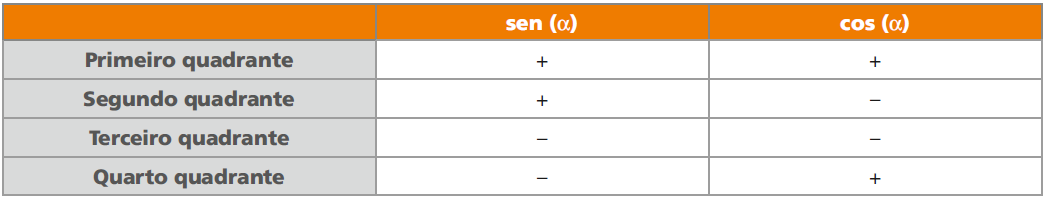 sen (α) cos (α)
Primeiro quadrante + +
Segundo quadrante + –
Terceiro quadrante – –
Quarto quadrante – +